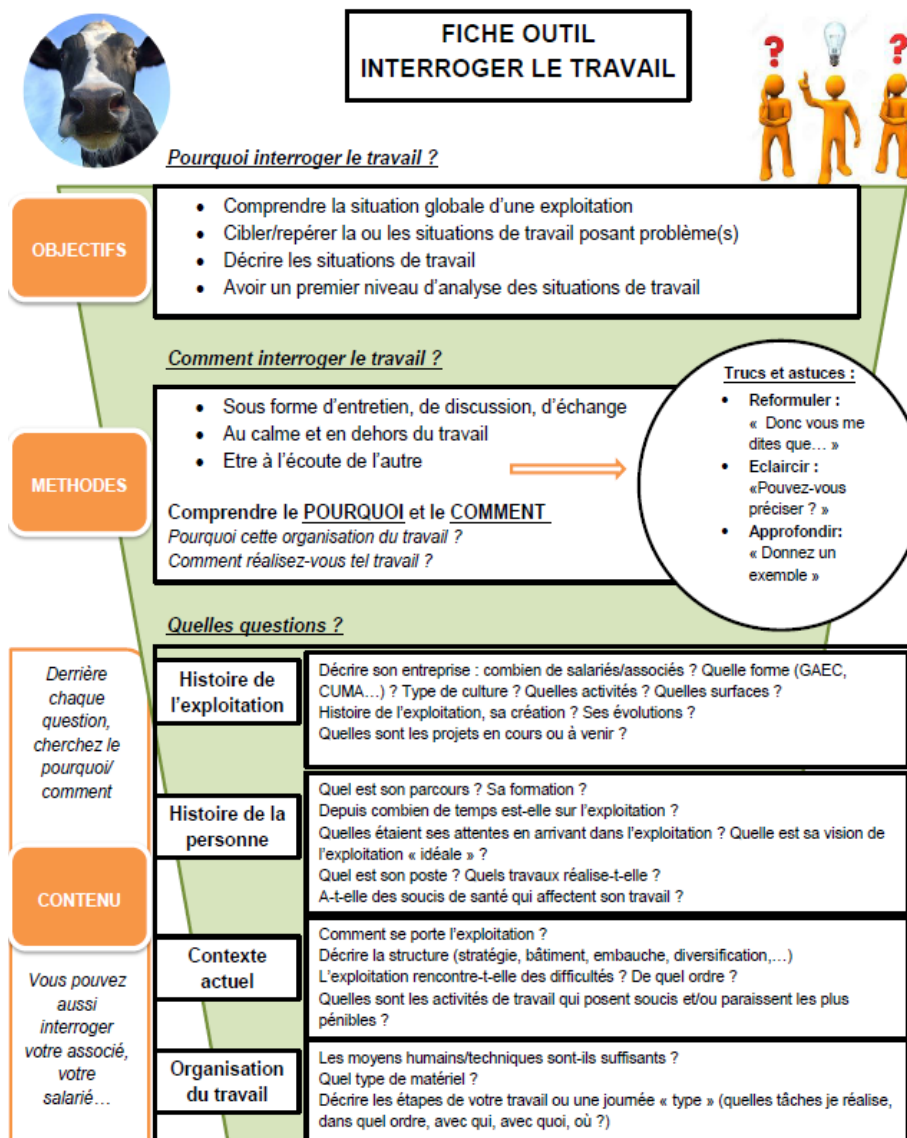 FICHE OUTIL
INTERROGER LE TRAVAIL
? ?
Pourquoi interroger le travail ?
OBJECTIFS
• Comprendre la situation globale d'une exploitation
• Cibler/repérer la ou les situations de travail posant problème(s)
• Décrire les situations de travail
• Avoir un premier niveau d'analyse des situations de travail
Comment interroger le travail ?
METHODES
• Sous forme d'entretien, de discussion, d'échange
• Au calme et en dehors du travail
• Etre à l'écoute de l'autre
Comprendre le POURQUOI et le COMMENT
Pourquoi cette organisation du travail ?
Comment réalisez-vous tel travail ?
Trucs et astuces :
• Reformuler :
« Donc vous me
dites que… »
• Eclaircir :
«Pouvez-vous
préciser ? »
• Approfondir:
« Donnez un
exemple »
Quelles questions ?
Derrière
chaque
question,
cherchez le
pourquoi/
comment
CONTENU
Vous pouvez
aussi
interroger
votre associé,
votre
salarié…
Histoire de
l'exploitation
Décrire son entreprise : combien de salariés/associés ? Quelle forme (GAEC,
CUMA…) ? Type de culture ? Quelles activités ? Quelles surfaces ?
Histoire de l'exploitation, sa création ? Ses évolutions ?
Quelles sont les projets en cours ou à venir ?
Histoire de la
personne
Quel est son parcours ? Sa formation ?
Depuis combien de temps est-elle sur l'exploitation ?
Quelles étaient ses attentes en arrivant dans l'exploitation ? Quelle est sa vision de
l'exploitation « idéale » ?
Quel est son poste ? Quels travaux réalise-t-elle ?
A-t-elle des soucis de santé qui affectent son travail ?
Contexte
actuel
Comment se porte l'exploitation ?
Décrire la structure (stratégie, bâtiment, embauche, diversification,…)
L'exploitation rencontre-t-elle des difficultés ? De quel ordre ?
Quelles sont les activités de travail qui posent soucis et/ou paraissent les plus
pénibles ?
Organisation
du travail
Les moyens humains/techniques sont-ils suffisants ?
Quel type de matériel ?
Décrire les étapes de votre travail ou une journée « type » (quelles tâches je réalise,
dans quel ordre, avec qui, avec quoi, où ?)